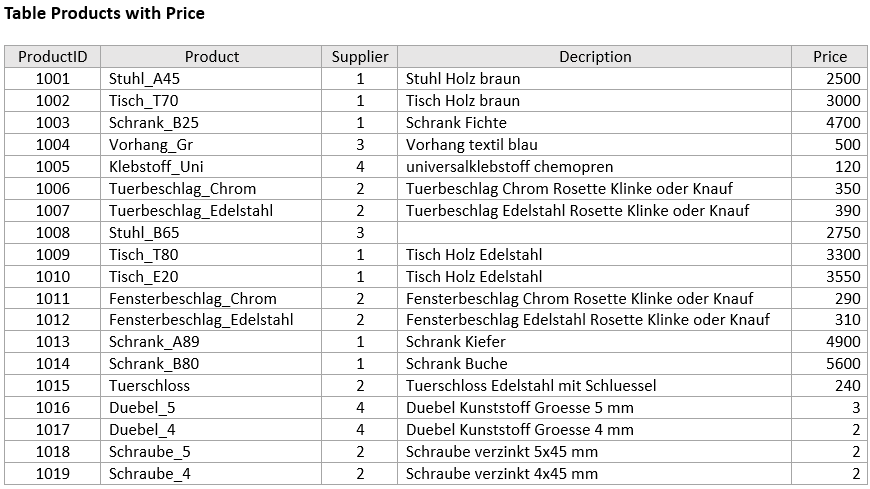 Table Products with Price
ProductID Product Supplier Decription Price
1001 Stuhl_A45 1 Stuhl Holz braun 2500
1002 Tisch_T70 1 Tisch Holz braun 3000
1003 Schrank_B25 1 Schrank Fichte 4700
1004 Vorhang_Gr 3 Vorhang textil blau 500
1005 Klebstoff_Uni 4 universalklebstoff chemopren 120
1006 Tuerbeschlag_Chrom 2 Tuerbeschlag Chrom Rosette Klinke oder Knauf 350
1007 Tuerbeschlag_Edelstahl 2 Tuerbeschlag Edelstahl Rosette Klinke oder Knauf 390
1008 Stuhl_B65 3 2750
1009 Tisch_T80 1 Tisch Holz Edelstahl 3300
1010 Tisch_E20 1 Tisch Holz Edelstahl 3550
1011 Fensterbeschlag_Chrom 2 Fensterbeschlag Chrom Rosette Klinke oder Knauf 290
1012 Fensterbeschlag_Edelstahl 2 Fensterbeschlag Edelstahl Rosette Klinke oder Knauf 310
1013 Schrank_A89 1 Schrank Kiefer 4900
1014 Schrank_B80 1 Schrank Buche 5600
1015 Tuerschloss 2 Tuerschloss Edelstahl mit Schluessel 240
1016 Duebel_5 4 Duebel Kunststoff Groesse 5 mm 3
1017 Duebel_4 4 Duebel Kunststoff Groesse 4 mm 2
1018 Schraube_5 2 Schraube verzinkt 5x45 mm 2
1019 Schraube_4 2 Schraube verzinkt 4x45 mm 2